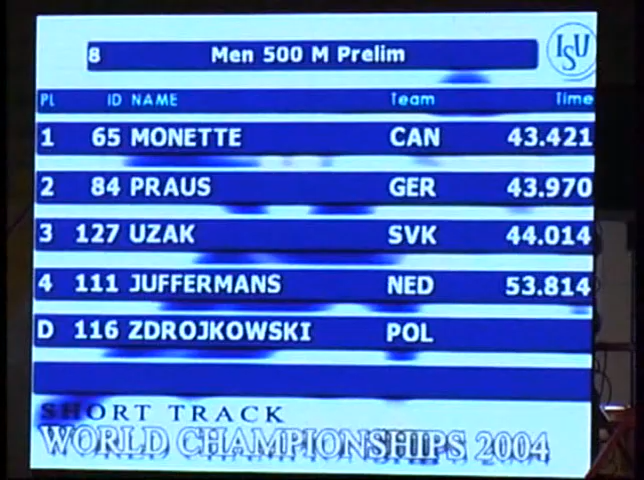 8 Men 500 M Prelim ISU
PL ID NAME Team Time
1 65 MONETTE CAN 43.421
2 84 PRAUS GER 43.970
3 127 UZAK SVK 44.014
4 111 JUFFERMANS NED 53.814
D 116 ZDROJKOWSKI POL
SHORT TRACK
WORLD CHAMPIONSHIPS 2004